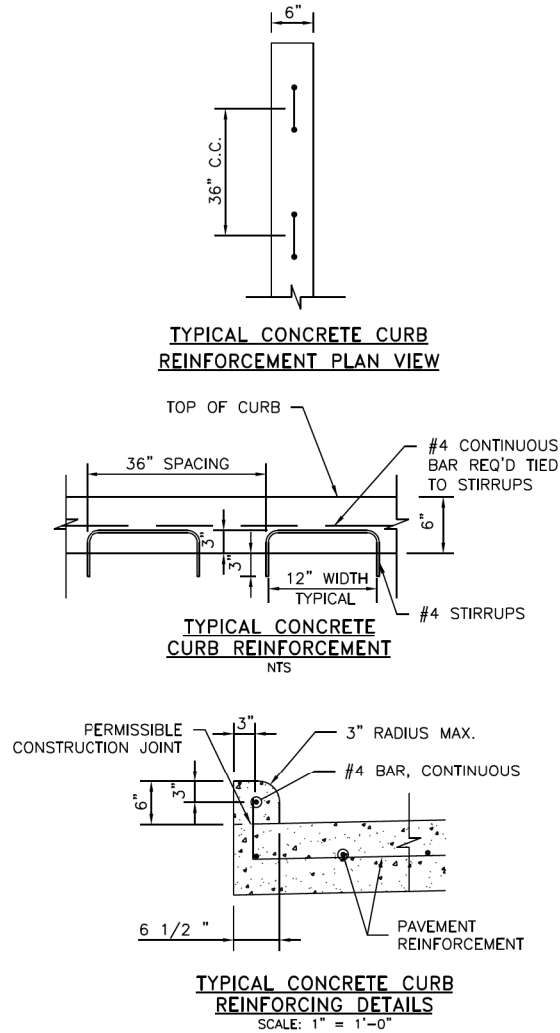 6"
36" C.C.
TYPICAL CONCRETE CURB
REINFORCEMENT PLAN VIEW
TOP OF CURB
36" SPACING
#4 CONTINUOUS
BAR REQ'D TIED
TO STIRRUPS
6"
3"
3"
12" WIDTH
TYPICAL
#4 STIRRUPS
TYPICAL CONCRETE
CURB REINFORCEMENT
NTS
PERMISSIBLE
CONSTRUCTION JOINT
3"
3" RADIUS MAX.
#4 BAR, CONTINUOUS
6"
3"
6 1/2 "
PAVEMENT
REINFORCEMENT
TYPICAL CONCRETE CURB
REINFORCING DETAILS
SCALE: 1" = 1'-0"